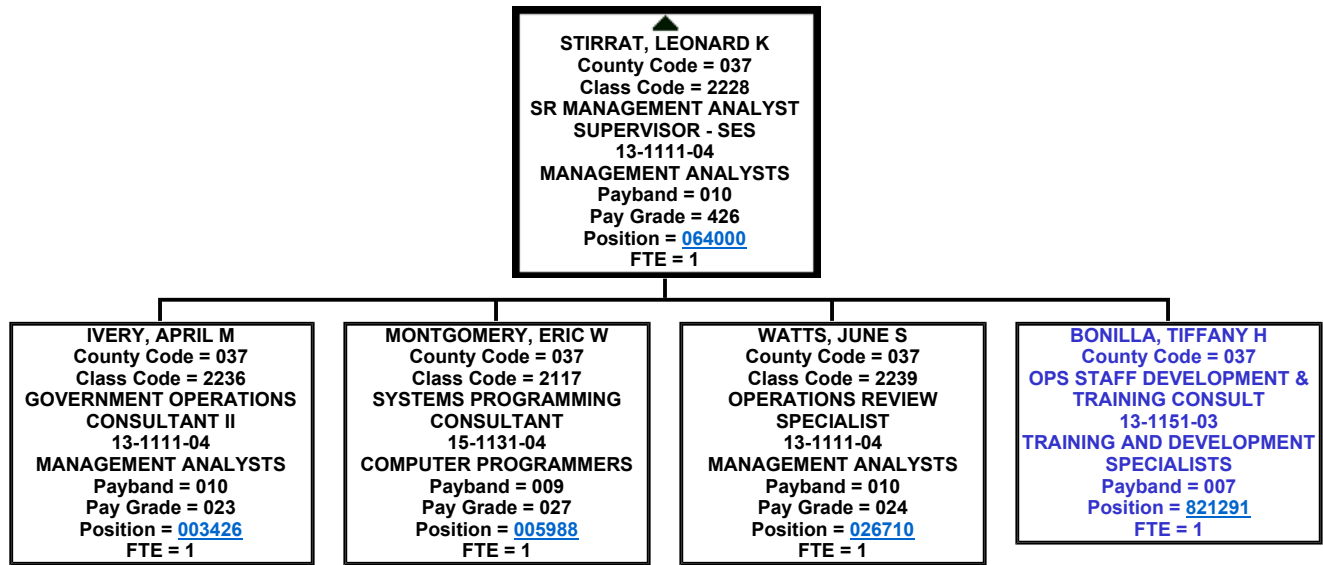 STIRRAT, LEONARD K
County Code = 037
Class Code = 2228
SR MANAGEMENT ANALYST
SUPERVISOR - SES
13-1111-04
MANAGEMENT ANALYSTS
Payband = 010
Pay Grade = 426
Position = 064000
FTE = 1
IVERY, APRIL M
County Code = 037
Class Code = 2236
GOVERNMENT OPERATIONS
CONSULTANT II
13-1111-04
MANAGEMENT ANALYSTS
Payband = 010
Pay Grade = 023
Position = 003426
FTE = 1
MONTGOMERY, ERIC W
County Code = 037
Class Code = 2117
SYSTEMS PROGRAMMING
CONSULTANT
15-1131-04
COMPUTER PROGRAMMERS
Payband = 009
Pay Grade = 027
Position = 005988
FTE = 1
WATTS, JUNE S
County Code = 037
Class Code = 2239
OPERATIONS REVIEW
SPECIALIST
13-1111-04
MANAGEMENT ANALYSTS
Payband = 010
Pay Grade = 024
Position = 026710
FTE = 1
BONILLA, TIFFANY H
County Code = 037
OPS STAFF DEVELOPMENT &
TRAINING CONSULT
13-1151-03
TRAINING AND DEVELOPMENT
SPECIALISTS
Payband = 007
Position = 821291
FTE = 1